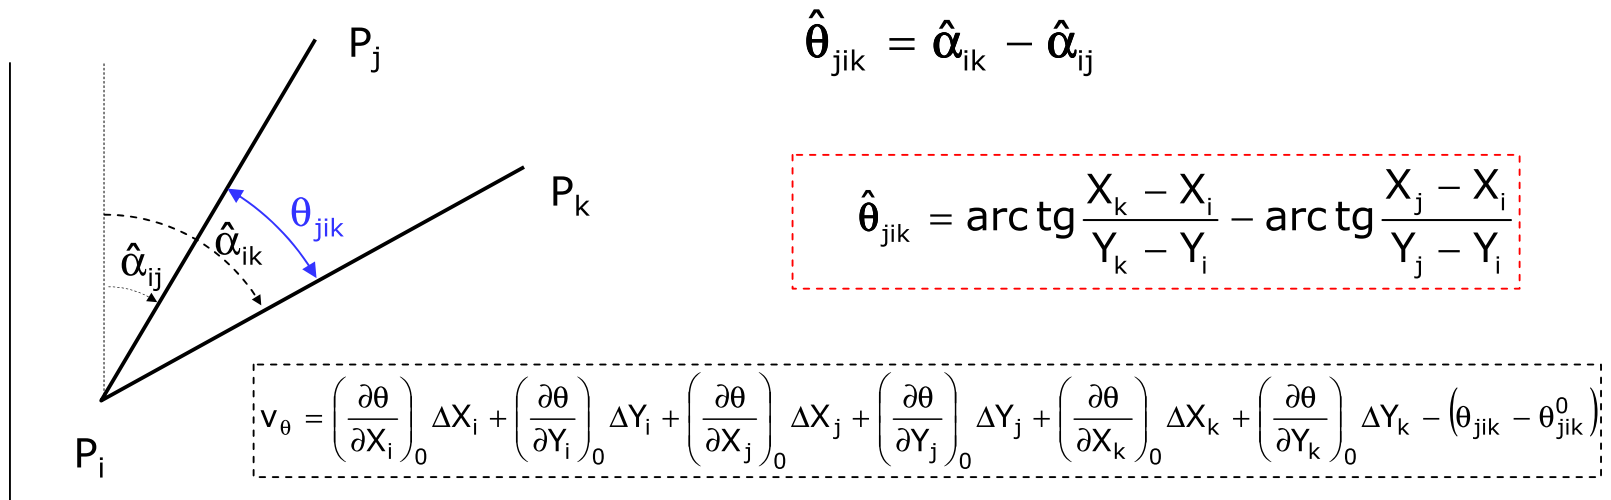 P_j
P_k
P_i
θ_jik
α̂_ik
α̂_ij
θ̂_jik = α̂_ik − α̂_ij
θ̂_jik = arc tg (X_k − X_i)/(Y_k − Y_i) − arc tg (X_j − X_i)/(Y_j − Y_i)
v_θ = (∂θ/∂X_i)_0 ΔX_i + (∂θ/∂Y_i)_0 ΔY_i + (∂θ/∂X_j)_0 ΔX_j + (∂θ/∂Y_j)_0 ΔY_j + (∂θ/∂X_k)_0 ΔX_k + (∂θ/∂Y_k)_0 ΔY_k − (θ_jik − θ^0_jik)